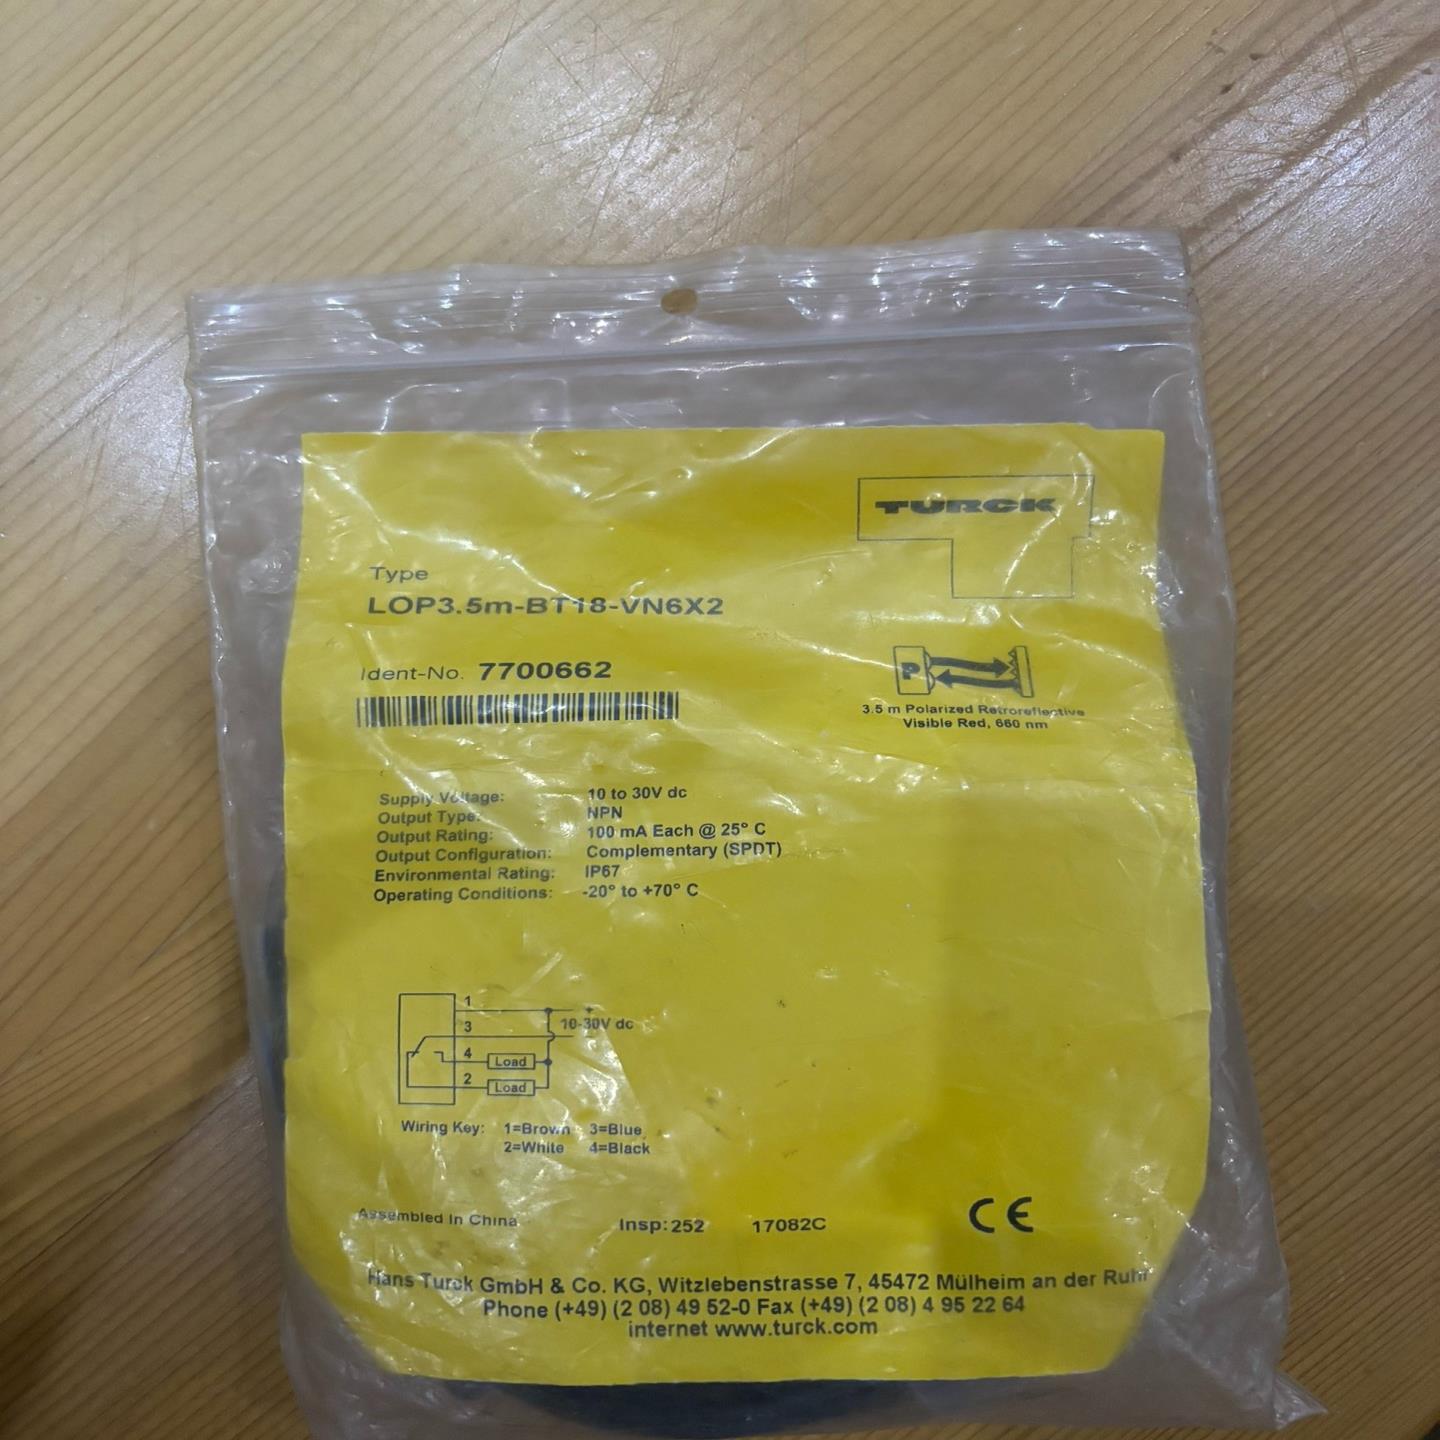 TURCK
Type
LOP3.5m-BT18-VN6X2
Ident-No. 7700662
P
3.5 m Polarized Retroreflective
Visible Red, 660 nm
Supply Voltage: 10 to 30V dc
Output Type: NPN
Output Rating: 100 mA Each @ 25° C
Output Configuration: Complementary (SPDT)
Environmental Rating: IP67
Operating Conditions: -20° to +70° C
1 +
3 10-30V dc
4 Load
2 Load
Wiring Key: 1=Brown 3=Blue
2=White 4=Black
Assembled In China Insp: 252 17082C CE
Hans Turck GmbH & Co. KG, Witzlebenstrasse 7, 45472 Mülheim an der Ruhr
Phone (+49) (2 08) 49 52-0 Fax (+49) (2 08) 4 95 22 64
internet www.turck.com